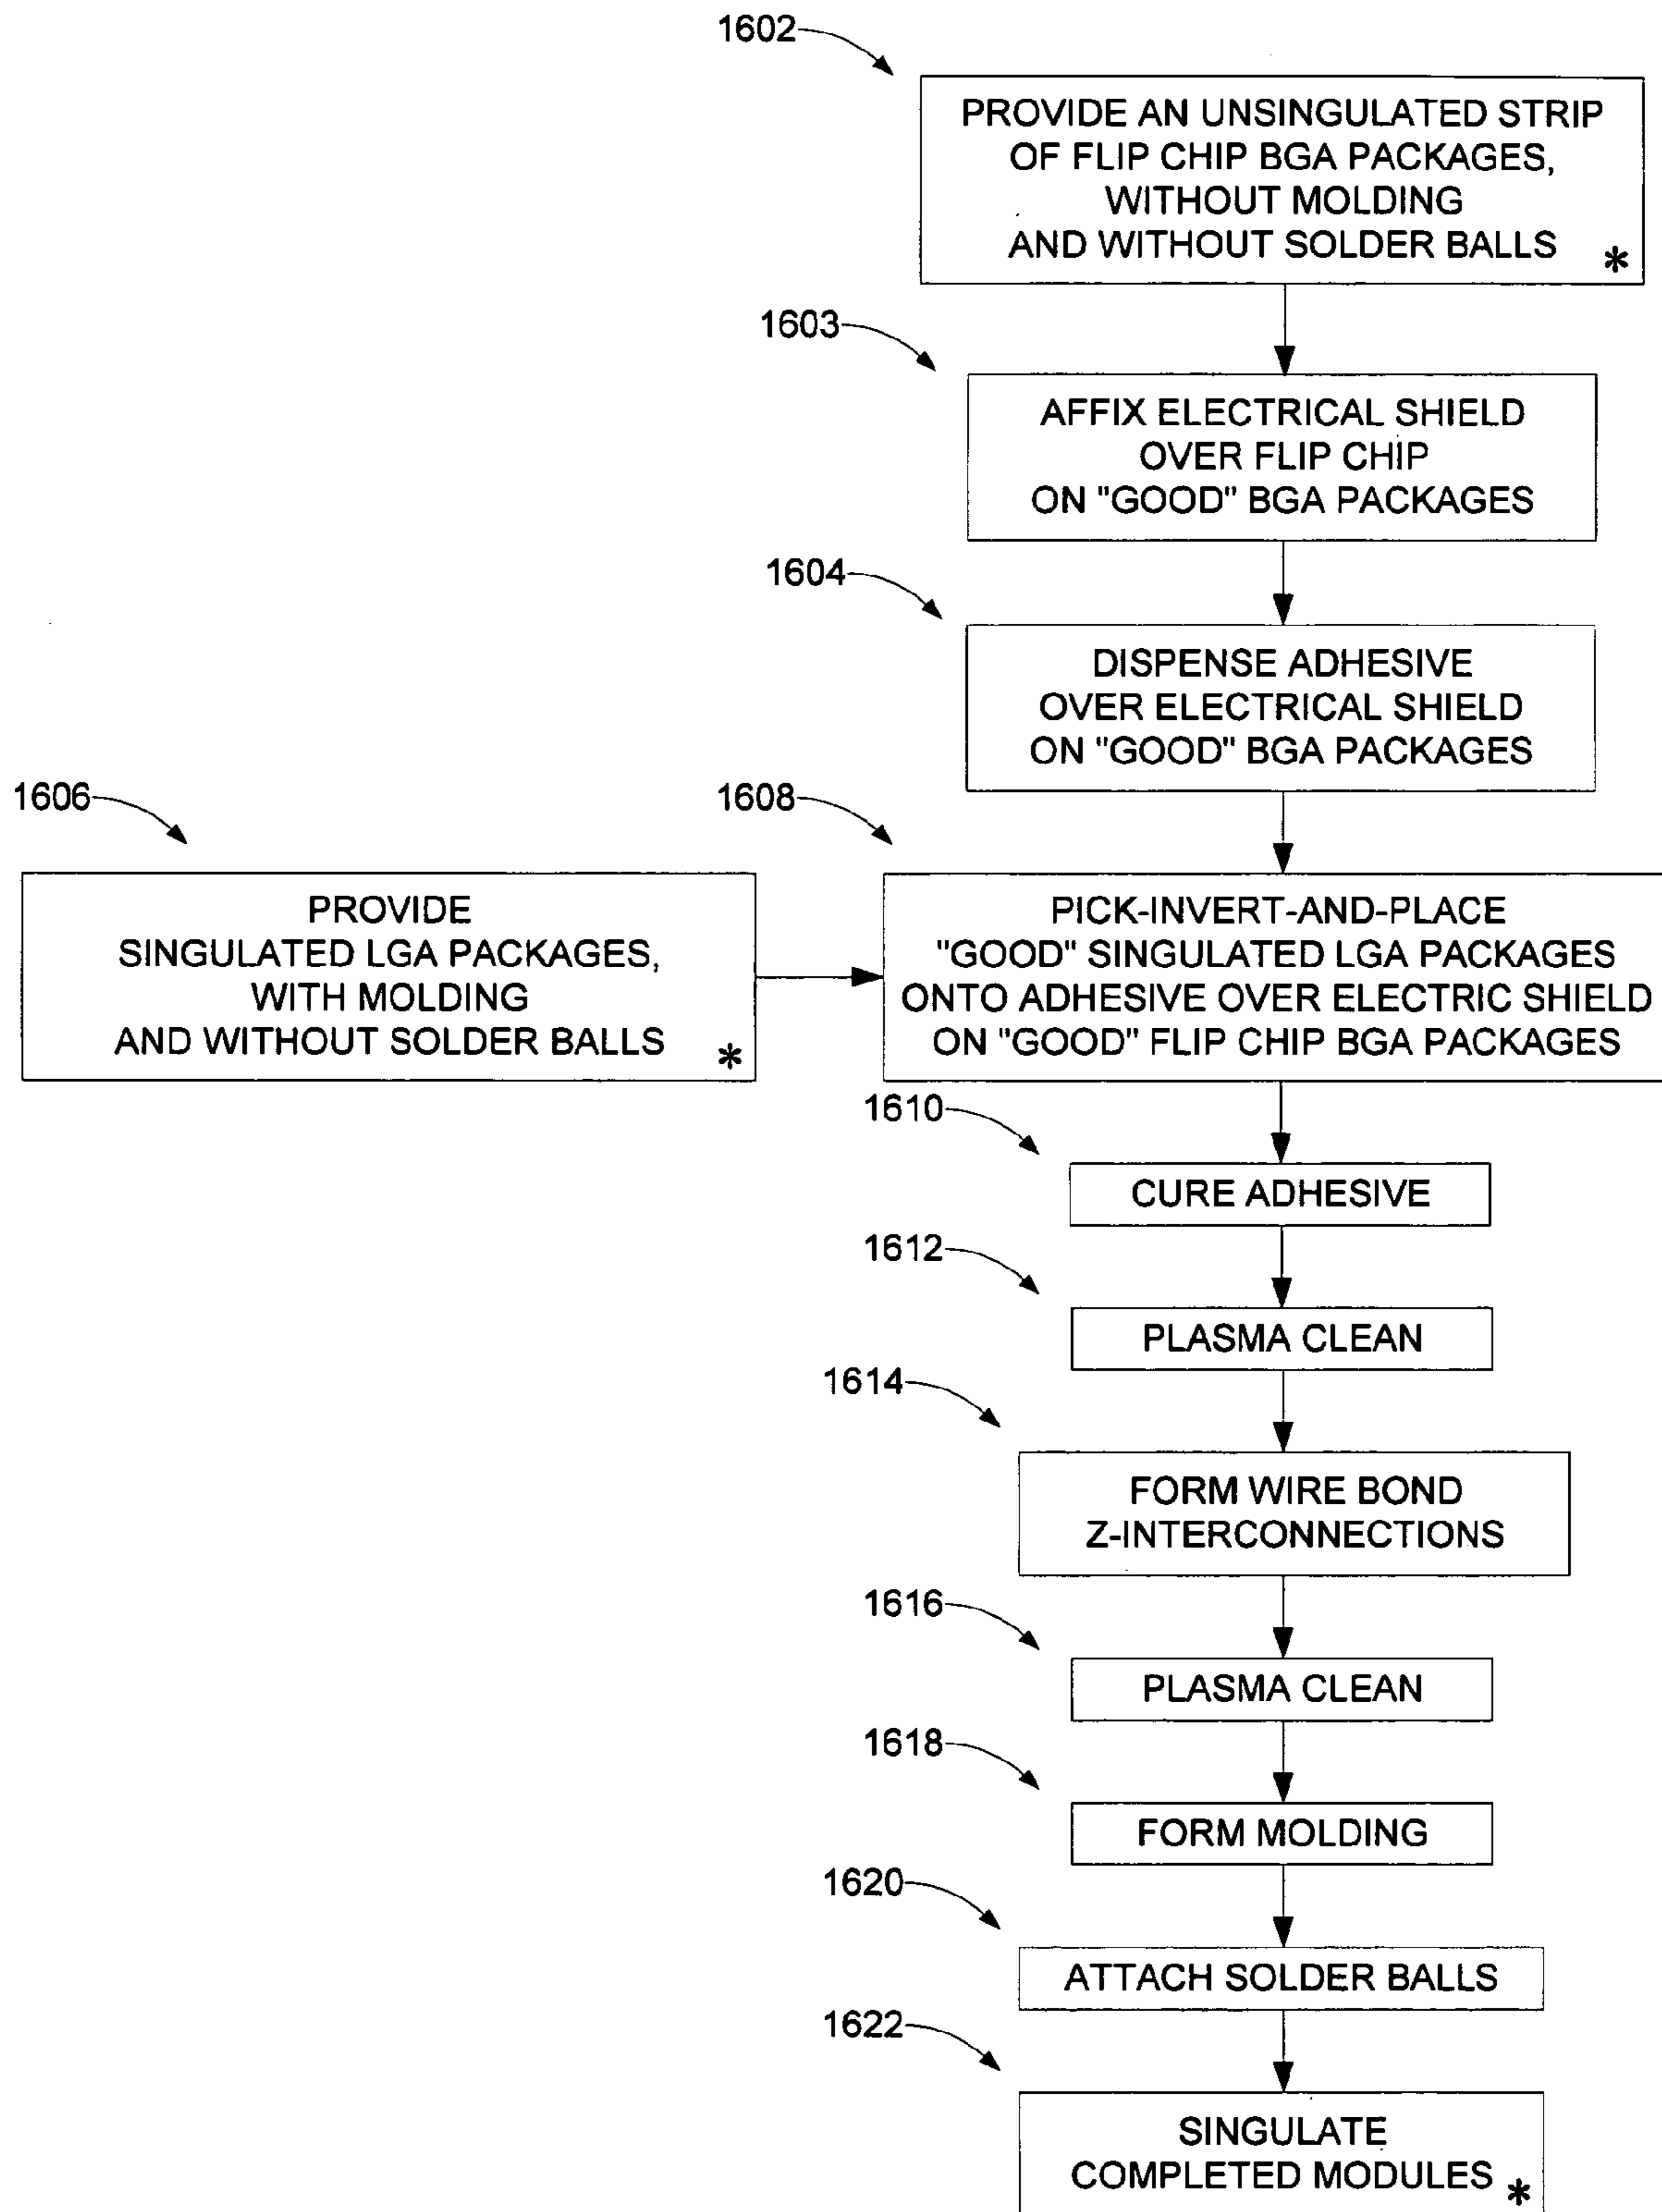 1602
PROVIDE AN UNSINGULATED STRIP
OF FLIP CHIP BGA PACKAGES,
WITHOUT MOLDING
AND WITHOUT SOLDER BALLS *
1603
AFFIX ELECTRICAL SHIELD
OVER FLIP CHIP
ON "GOOD" BGA PACKAGES
1604
DISPENSE ADHESIVE
OVER ELECTRICAL SHIELD
ON "GOOD" BGA PACKAGES
1606
PROVIDE
SINGULATED LGA PACKAGES,
WITH MOLDING
AND WITHOUT SOLDER BALLS *
1608
PICK-INVERT-AND-PLACE
"GOOD" SINGULATED LGA PACKAGES
ONTO ADHESIVE OVER ELECTRIC SHIELD
ON "GOOD" FLIP CHIP BGA PACKAGES
1610
CURE ADHESIVE
1612
PLASMA CLEAN
1614
FORM WIRE BOND
Z-INTERCONNECTIONS
1616
PLASMA CLEAN
1618
FORM MOLDING
1620
ATTACH SOLDER BALLS
1622
SINGULATE
COMPLETED MODULES *